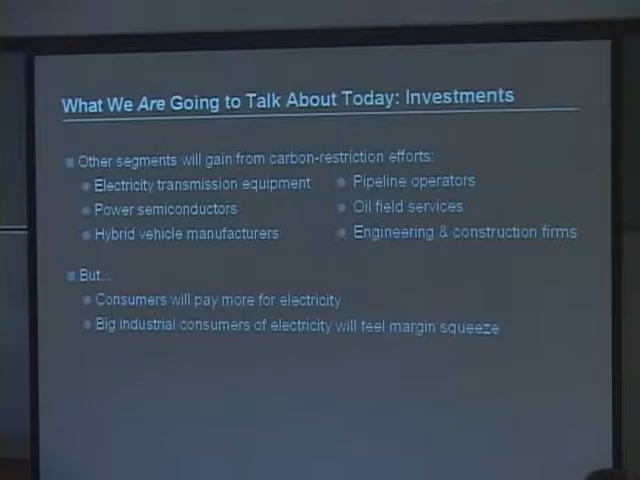 What We Are Going to Talk About Today: Investments
Other segments will gain from carbon-restriction efforts:
Electricity transmission equipment
Power semiconductors
Hybrid vehicle manufacturers
Pipeline operators
Oil field services
Engineering & construction firms
But...
Consumers will pay more for electricity
Big industrial consumers of electricity will feel margin squeeze